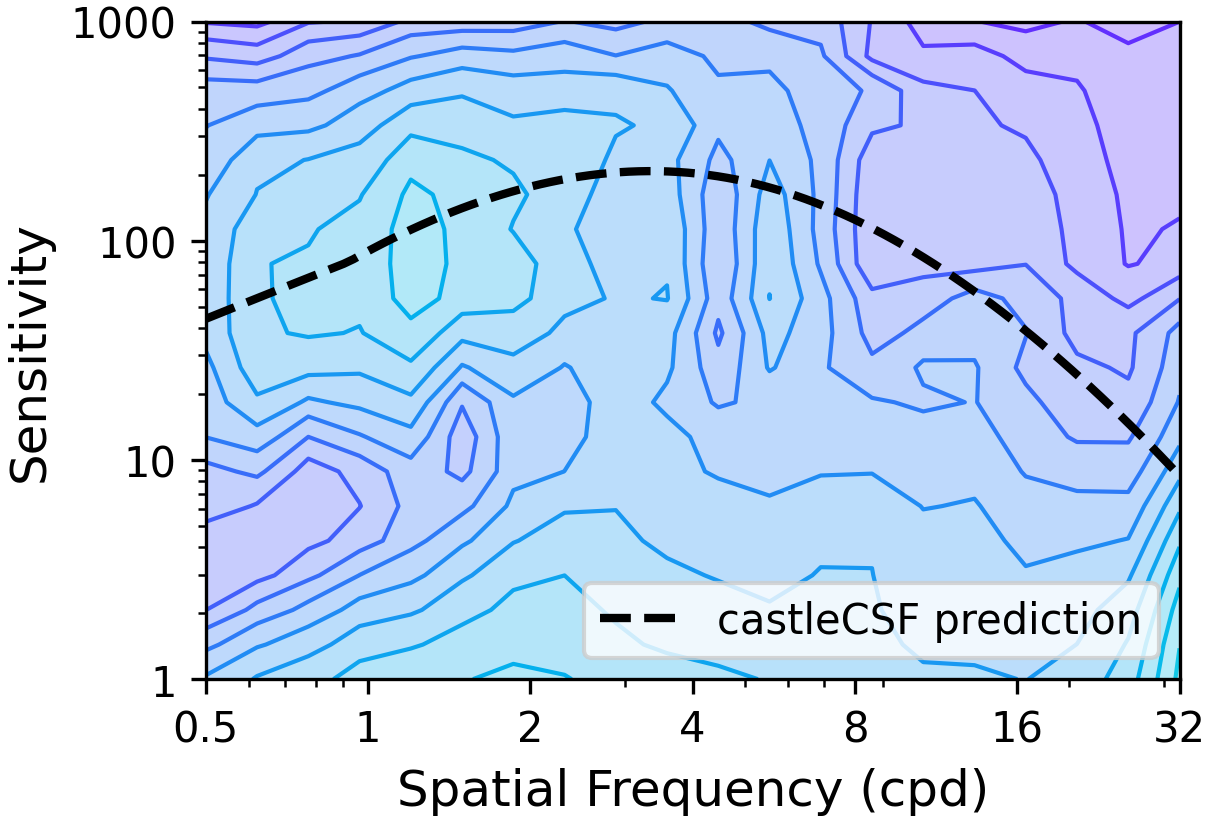 1000
100
10
1
Sensitivity
castleCSF prediction
0.5 1 2 4 8 16 32
Spatial Frequency (cpd)